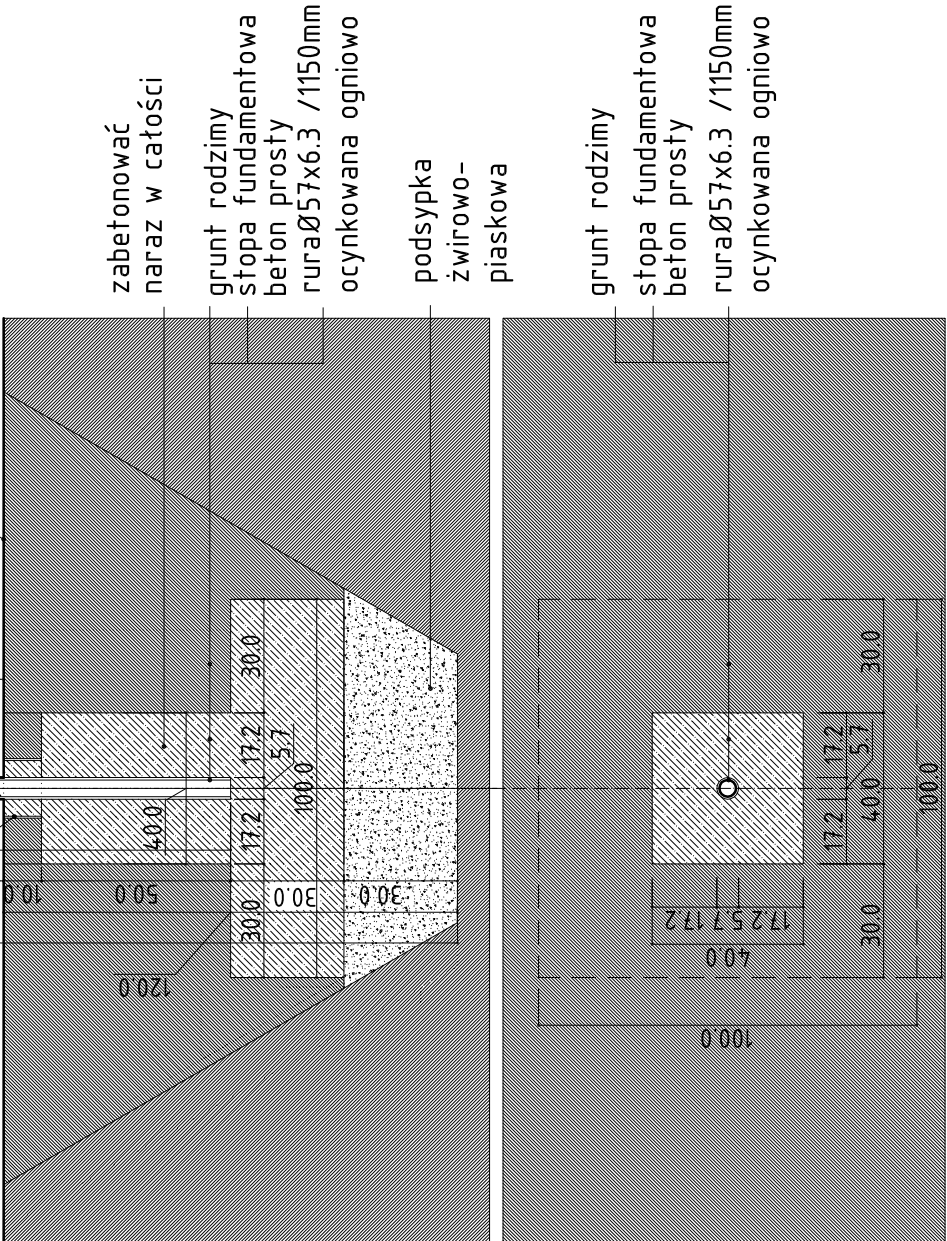 zabetonować
naraz w całości
grunt rodzimy
stopa fundamentowa
beton prosty
ruraØ57x6.3 /1150mm
ocynkowana ogniowo
podsypka
żwirowo-
piaskowa
grunt rodzimy
stopa fundamentowa
beton prosty
ruraØ57x6.3 /1150mm
ocynkowana ogniowo
40.0
30.0
17.2
5.7
17.2
30.0
100.0
10.0
50.0
30.0
30.0
120.0
17.2
5.7
17.2
40.0
100.0
17.2
5.7
17.2
30.0
40.0
30.0
100.0